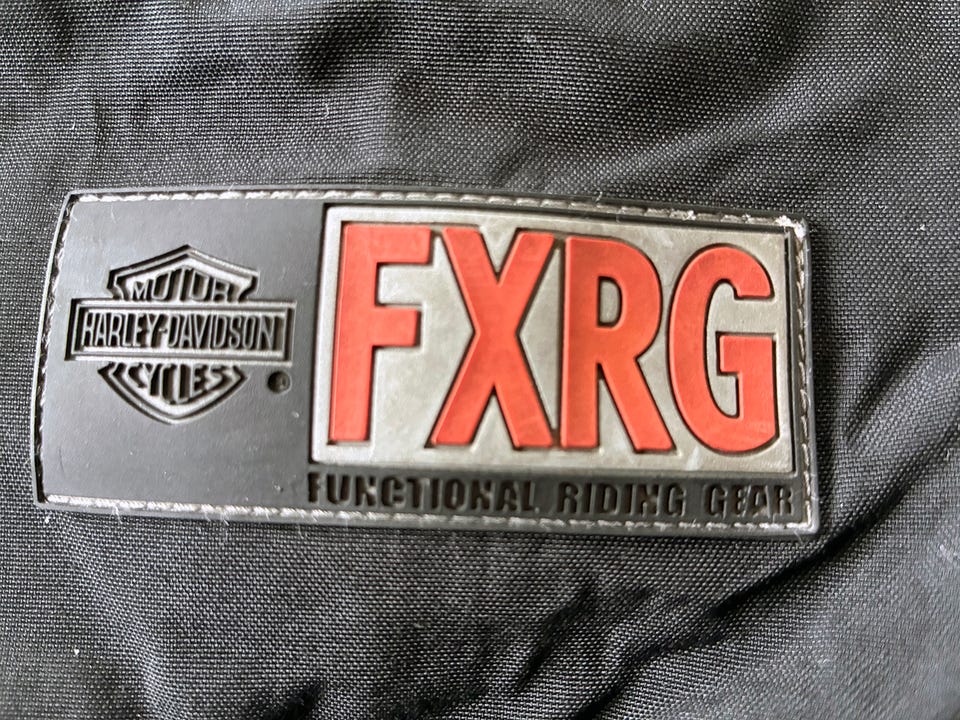 MOTOR
HARLEY-DAVIDSON
CYCLES
®
FXRG
FUNCTIONAL RIDING GEAR